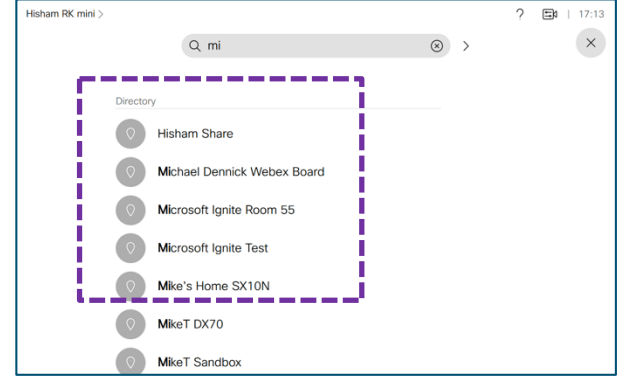 Hisham RK mini >
? | 17:13
mi
Directory
Hisham Share
Michael Dennick Webex Board
Microsoft Ignite Room 55
Microsoft Ignite Test
Mike's Home SX10N
MikeT DX70
MikeT Sandbox